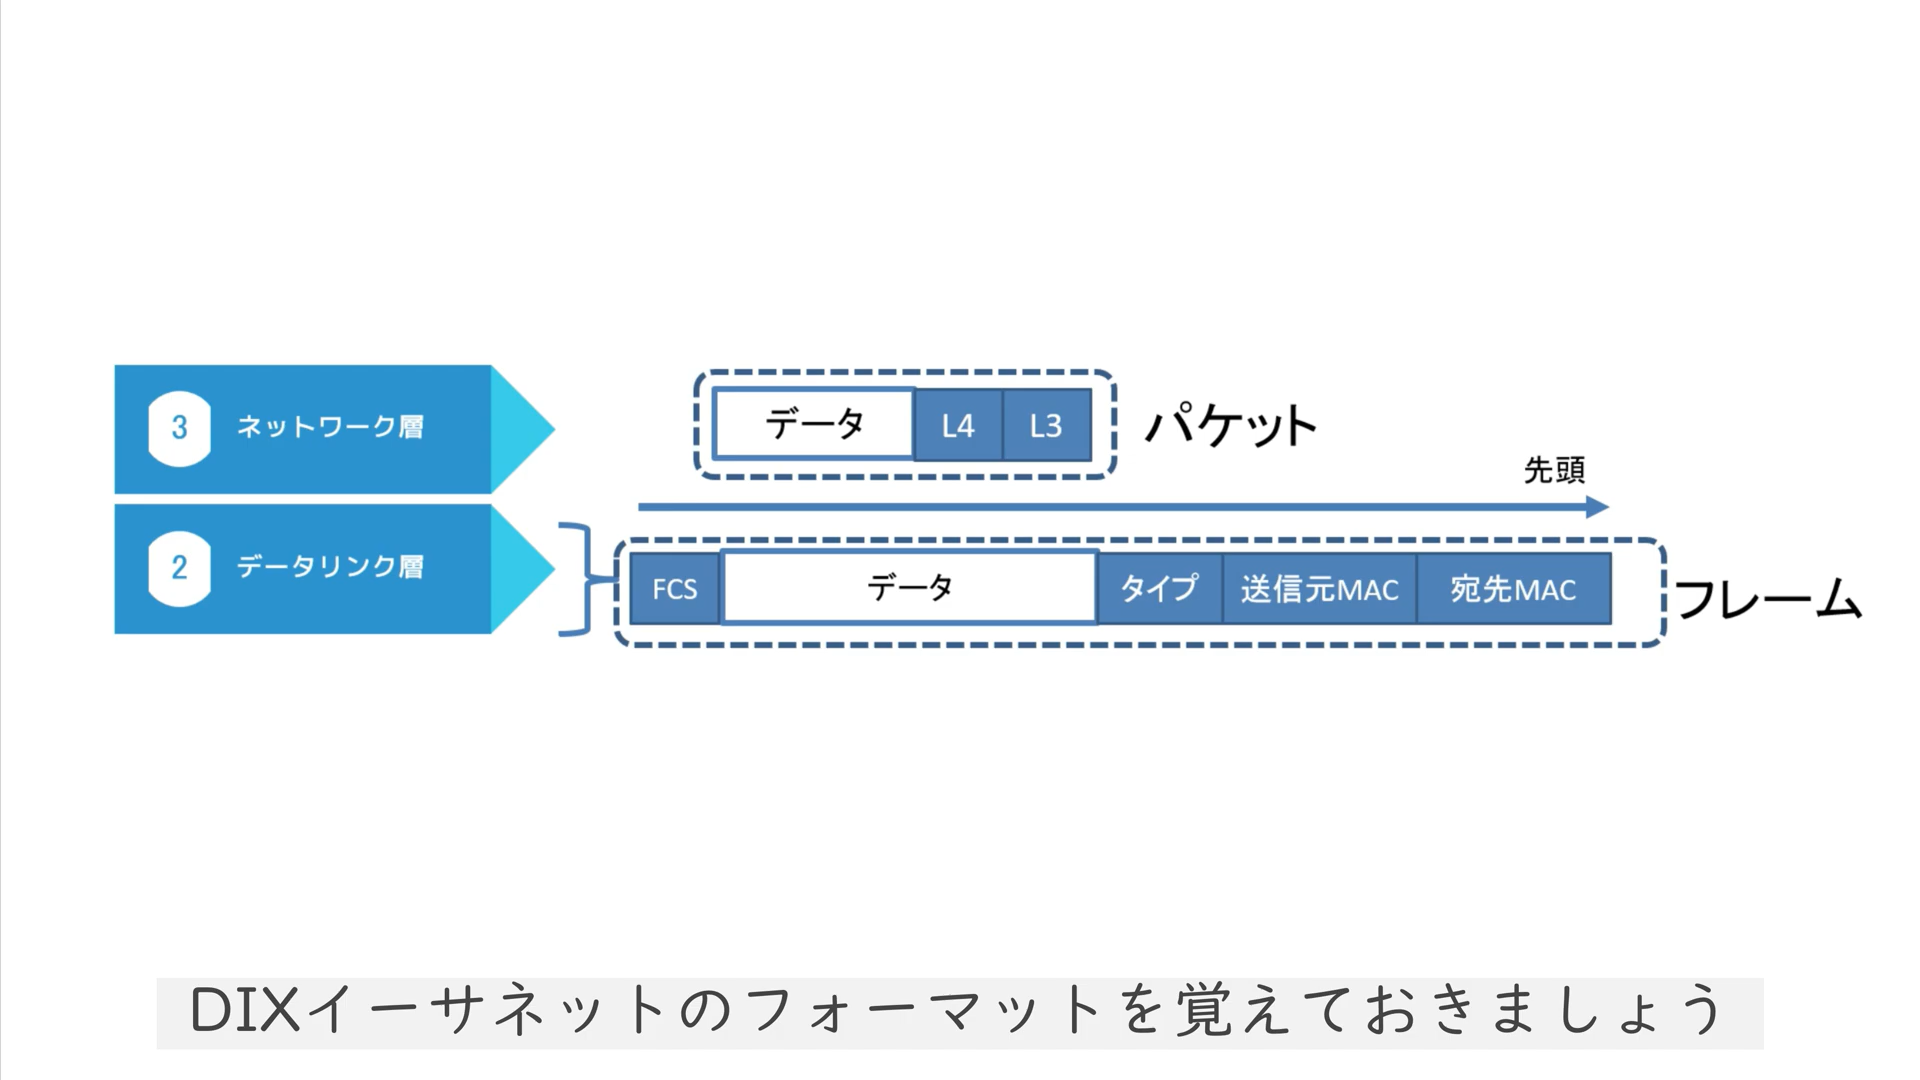 3 ネットワーク層
データ L4 L3 パケット
先頭
2 データリンク層
FCS データ タイプ 送信元MAC 宛先MAC フレーム
DIXイーサネットのフォーマットを覚えておきましょう